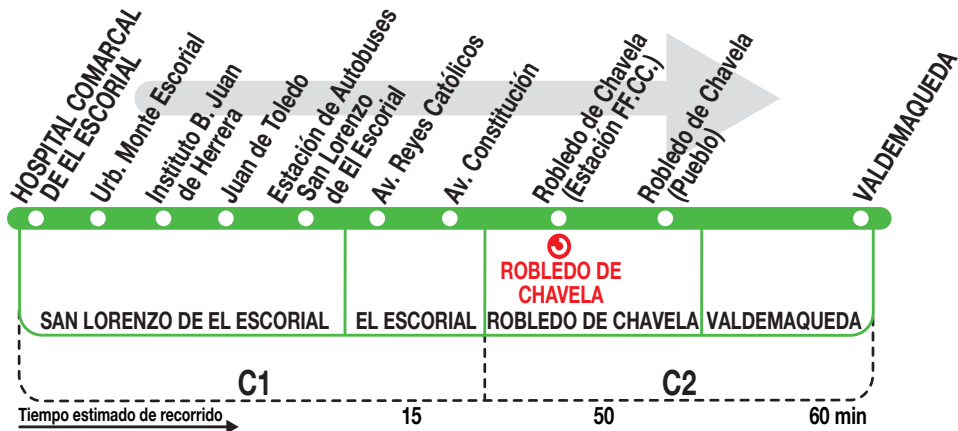 HOSPITAL COMARCAL
DE EL ESCORIAL
Urb. Monte Escorial
Instituto B. Juan
de Herrera
Juan de Toledo
Estación de Autobuses
San Lorenzo
de El Escorial
Av. Reyes Católicos
Av. Constitución
Robledo de Chavela
(Estación FF.CC.)
Robledo de Chavela
(Pueblo)
VALDEMAQUEDA
ROBLEDO DE
CHAVELA
SAN LORENZO DE EL ESCORIAL
EL ESCORIAL
ROBLEDO DE CHAVELA
VALDEMAQUEDA
C1
C2
Tiempo estimado de recorrido
15
50
60 min